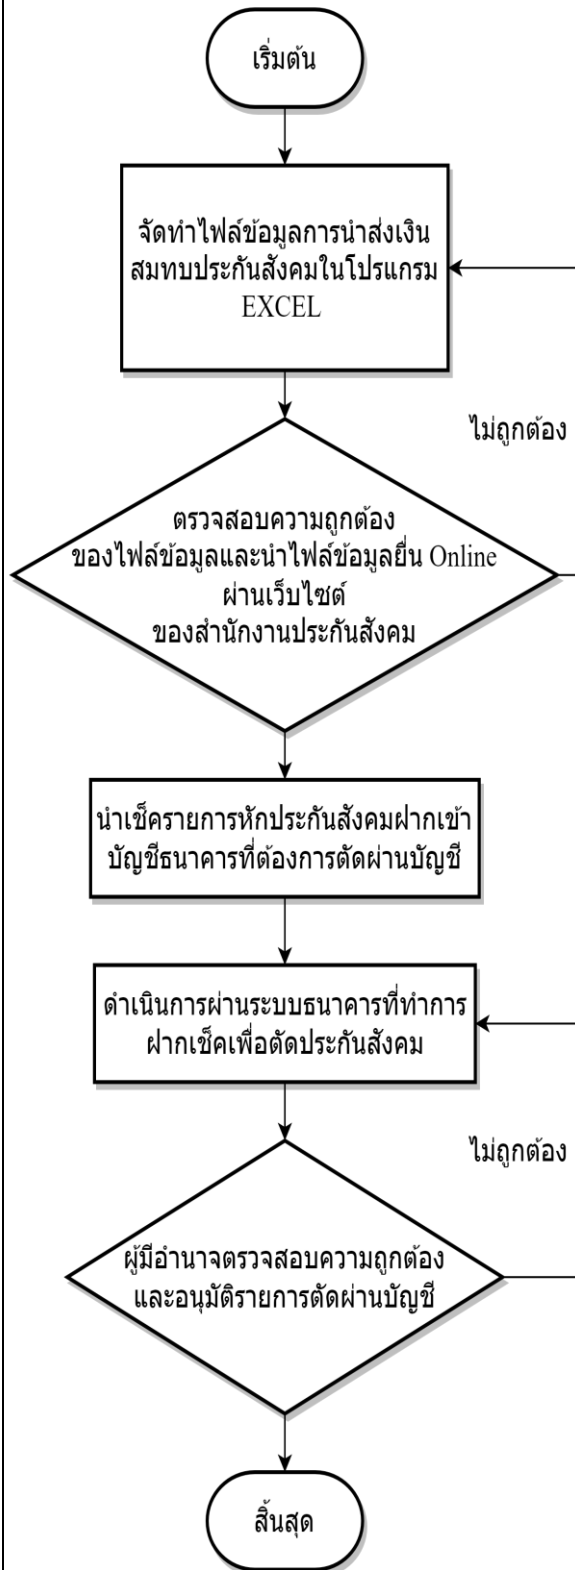 เริ่มต้น
จัดทำไฟล์ข้อมูลการนำส่งเงิน
สมทบประกันสังคมในโปรแกรม
EXCEL
ไม่ถูกต้อง
ตรวจสอบความถูกต้อง
ของไฟล์ข้อมูลและนำไฟล์ข้อมูลยื่น Online
ผ่านเว็บไซต์
ของสำนักงานประกันสังคม
นำเช็ครายการหักประกันสังคมฝากเข้า
บัญชีธนาคารที่ต้องการตัดผ่านบัญชี
ดำเนินการผ่านระบบธนาคารที่ทำการ
ฝากเช็คเพื่อตัดประกันสังคม
ไม่ถูกต้อง
ผู้มีอำนาจตรวจสอบความถูกต้อง
และอนุมัติรายการตัดผ่านบัญชี
สิ้นสุด